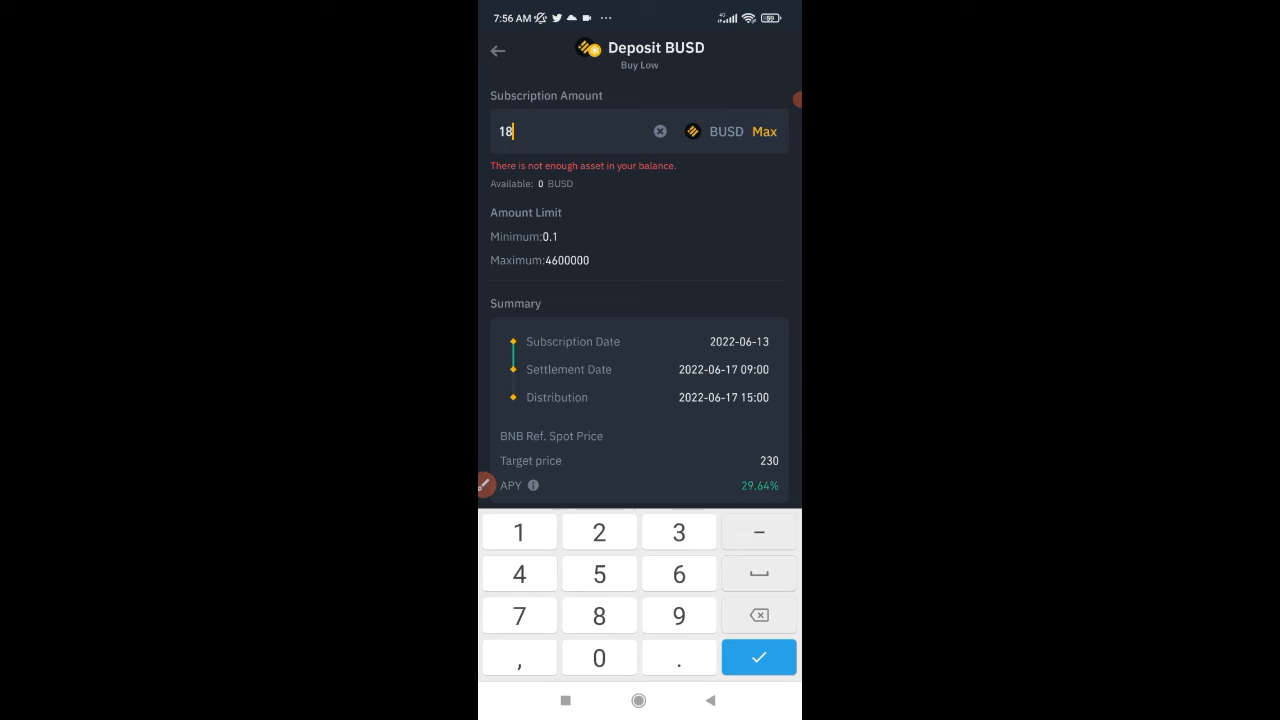 7:56 AM 4G 59
Deposit BUSD
Buy Low
Subscription Amount
18 BUSD Max
There is not enough asset in your balance.
Available: 0 BUSD
Amount Limit
Minimum:0.1
Maximum:4600000
Summary
Subscription Date 2022-06-13
Settlement Date 2022-06-17 09:00
Distribution 2022-06-17 15:00
BNB Ref. Spot Price
Target price 230
APY 29.64%
1 2 3 –
4 5 6
7 8 9
, 0 .